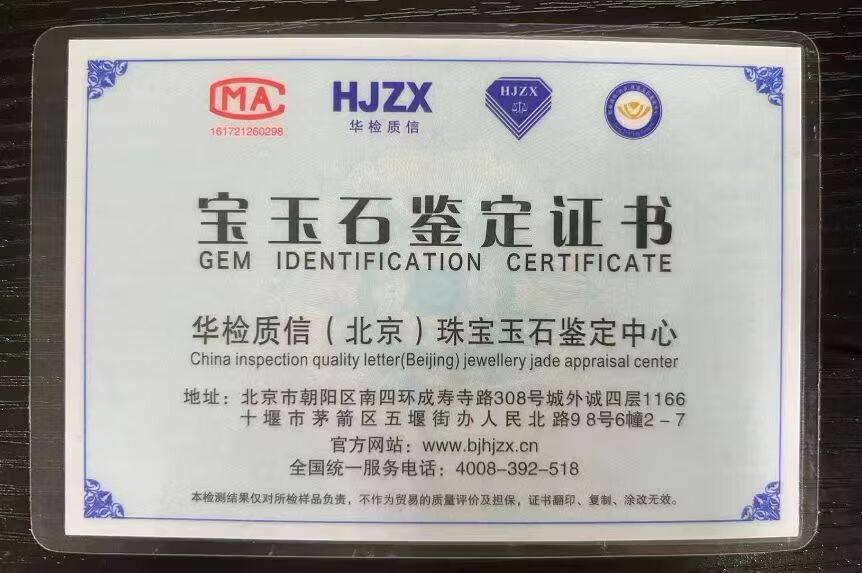 CMA HJZX HJZX
161721260298 华检质信
宝玉石鉴定证书
GEM IDENTIFICATION CERTIFICATE
华检质信（北京）珠宝玉石鉴定中心
China inspection quality letter(Beijing) jewellery jade appraisal center
地址：北京市朝阳区南四环成寿寺路308号城外诚四层1166
十堰市茅箭区五堰街办人民北路98号6幢2-7
官方网站：www.bjhjzx.cn
全国统一服务电话：4008-392-518
本检测结果仅对所检样品负责，不作为贸易的质量评价及担保，证书翻印、复制、涂改无效。